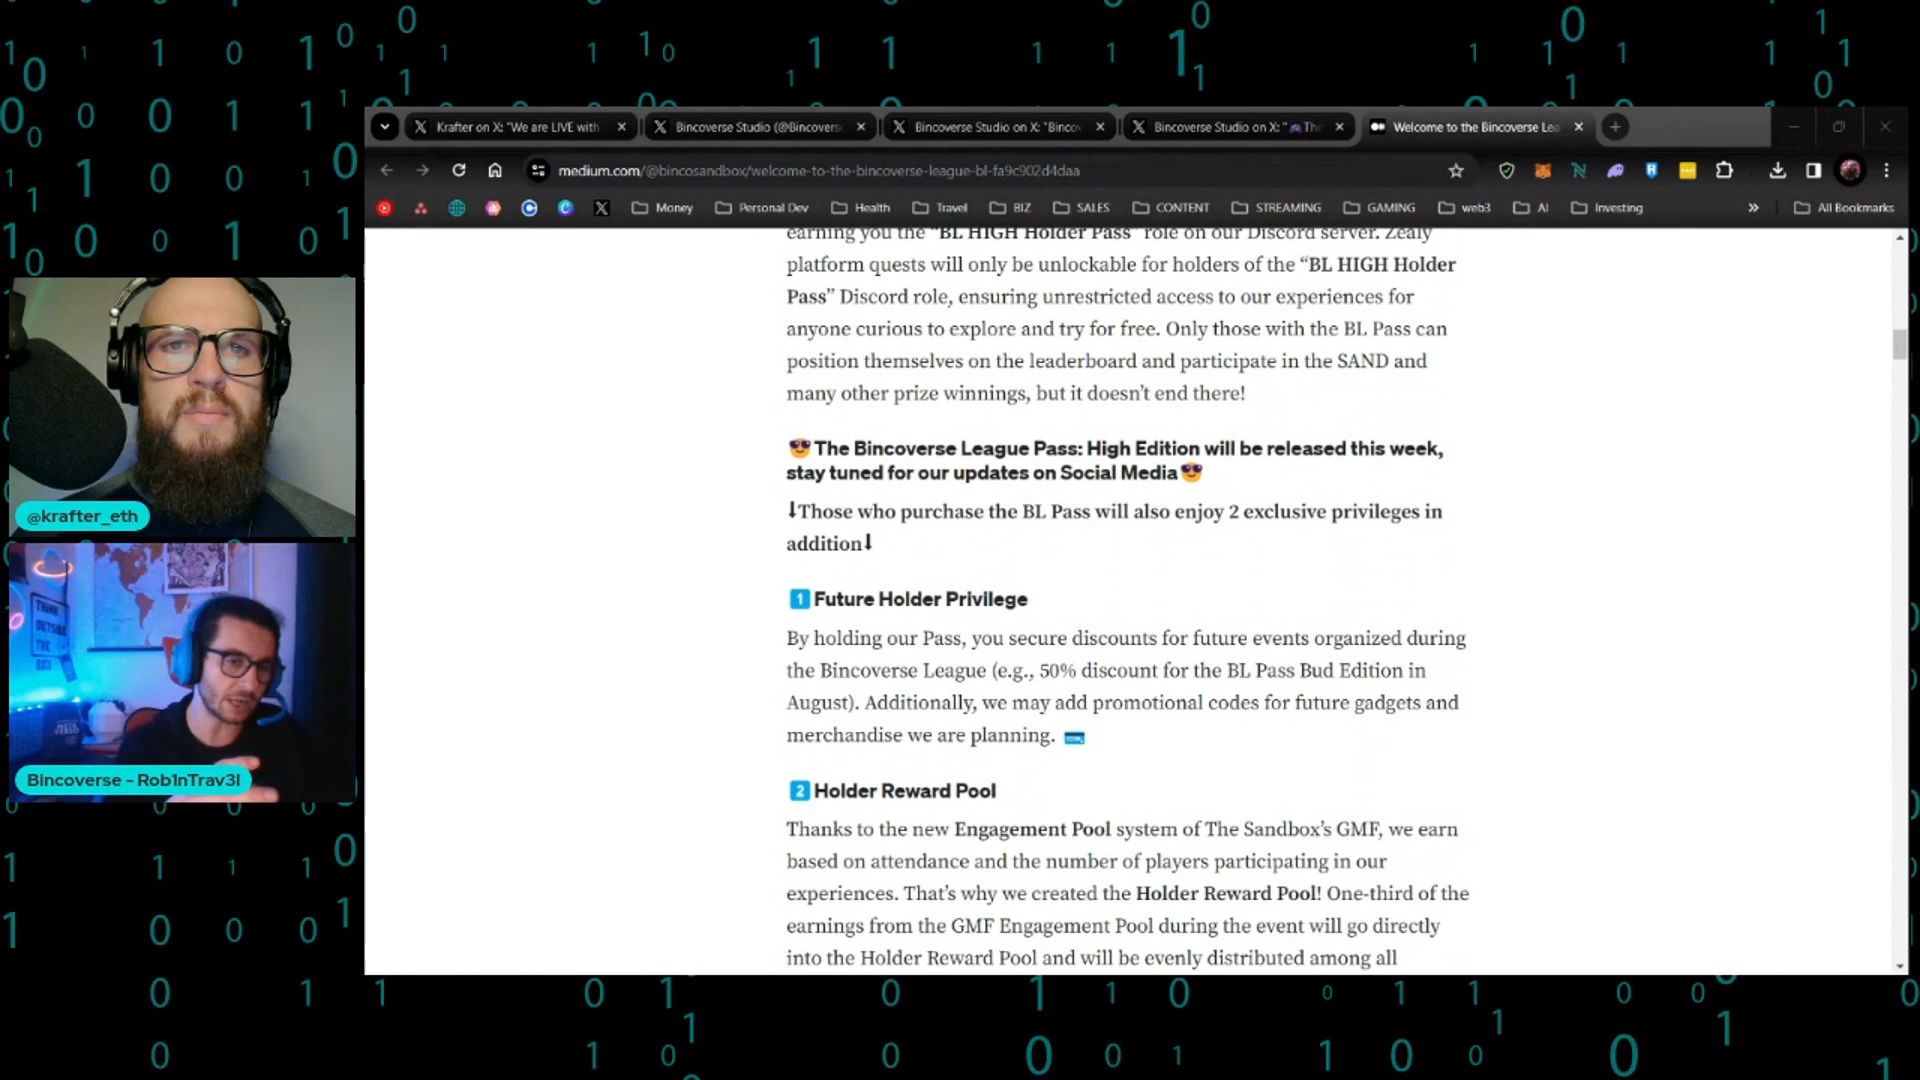 Krafter on X: "We are LIVE with
Bincoverse Studio (@Bincovers
Bincoverse Studio on X: "Binco
Bincoverse Studio on X: "🎮The
Welcome to the Bincoverse Lea
medium.com/@bincosandbox/welcome-to-the-bincoverse-league-bl-fa9c902d4daa
Money
Personal Dev
Health
Travel
BIZ
SALES
CONTENT
STREAMING
GAMING
web3
AI
Investing
All Bookmarks
earning you the "BL HIGH Holder Pass" role on our Discord server. Zealy
platform quests will only be unlockable for holders of the “BL HIGH Holder
Pass” Discord role, ensuring unrestricted access to our experiences for
anyone curious to explore and try for free. Only those with the BL Pass can
position themselves on the leaderboard and participate in the SAND and
many other prize winnings, but it doesn’t end there!
😎The Bincoverse League Pass: High Edition will be released this week,
stay tuned for our updates on Social Media😎
⬇Those who purchase the BL Pass will also enjoy 2 exclusive privileges in
addition⬇
1 Future Holder Privilege
By holding our Pass, you secure discounts for future events organized during
the Bincoverse League (e.g., 50% discount for the BL Pass Bud Edition in
August). Additionally, we may add promotional codes for future gadgets and
merchandise we are planning. 💳
2 Holder Reward Pool
Thanks to the new Engagement Pool system of The Sandbox’s GMF, we earn
based on attendance and the number of players participating in our
experiences. That’s why we created the Holder Reward Pool! One-third of the
earnings from the GMF Engagement Pool during the event will go directly
into the Holder Reward Pool and will be evenly distributed among all
@krafter_eth
THINK
OUTSIDE
THE
BOX
Bincoverse - Rob1nTrav3l